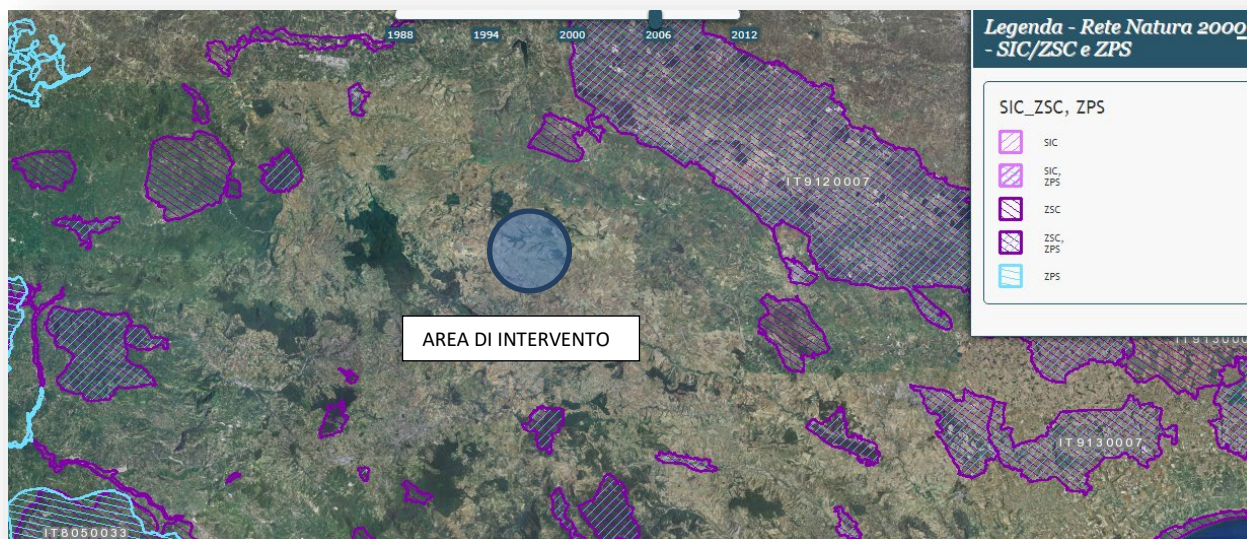 1988 1994 2000 2006 2012
Legenda - Rete Natura 2000
- SIC/ZSC e ZPS
SIC_ZSC, ZPS
SIC
SIC,
ZPS
ZSC
ZSC,
ZPS
ZPS
IT9120007
AREA DI INTERVENTO
IT9130007
IT8050033